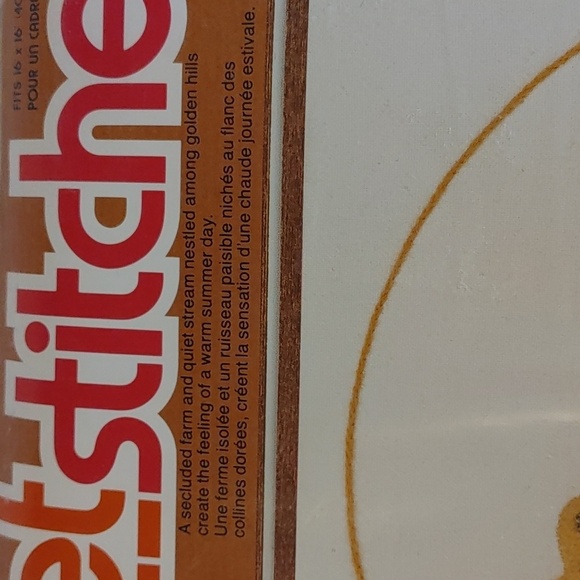 FITS 16 x 16
POUR UN CADR
stitche
A secluded farm and quiet stream nestled among golden hills
create the feeling of a warm summer day.
Une ferme isolée et un ruisseau paisible nichés au flanc des
collines dorées, créent la sensation d'une chaude journée estivale.